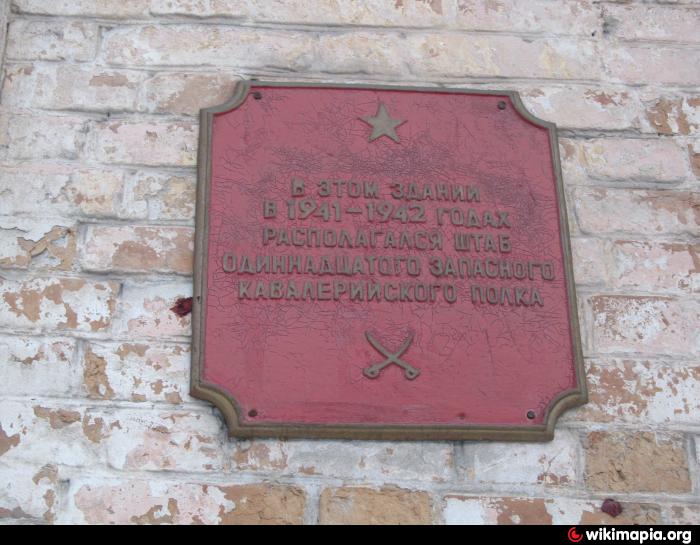 В ЭТОМ ЗДАНИИ
В 1941-1942 ГОДАХ
РАСПОЛАГАЛСЯ ШТАБ
ОДИННАДЦАТОГО ЗАПАСНОГО
КАВАЛЕРИЙСКОГО ПОЛКА
wikimapia.org